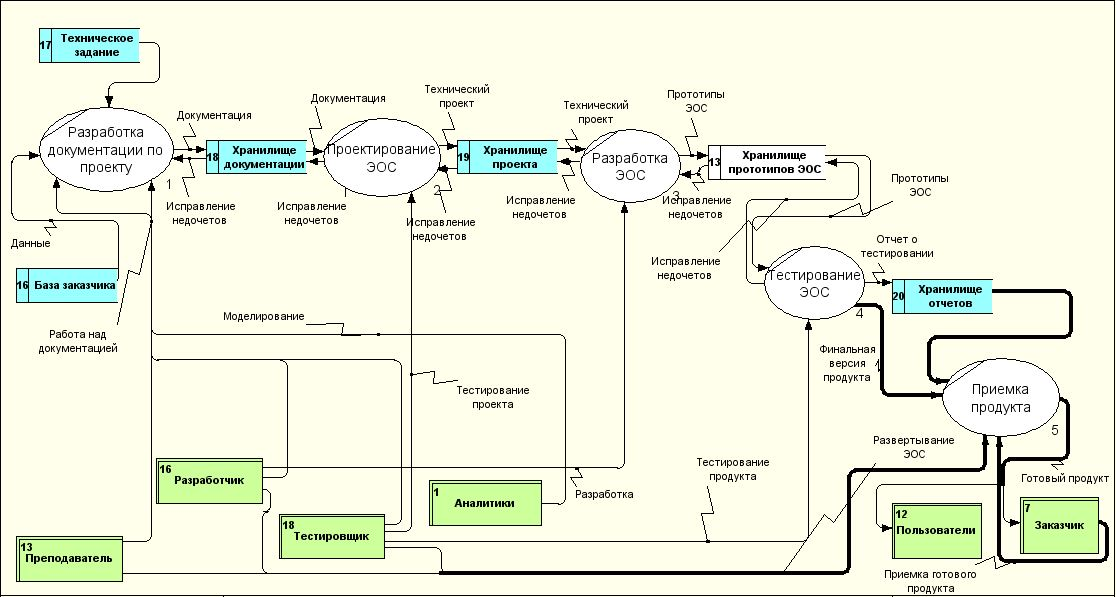 17
Техническое
задание
Разработка
документации по
проекту
1
Документация
18
Хранилище
документации
Исправление
недочетов
Документация
Проектирование
ЭОС
2
Исправление
недочетов
Технический
проект
19
Хранилище
проекта
Исправление
недочетов
Технический
проект
Разработка
ЭОС
3
Исправление
недочетов
Прототипы
ЭОС
13
Хранилище
прототипов ЭОС
Исправление
недочетов
Прототипы
ЭОС
Исправление
недочетов
Данные
16
База заказчика
Работа над
документацией
Тестирование
ЭОС
4
Отчет о
тестировании
20
Хранилище
отчетов
Моделирование
Финальная
версия
продукта
Тестирование
проекта
Приемка
продукта
5
Развертывание
ЭОС
Тестирование
продукта
Готовый продукт
16
Разработчик
1
Аналитики
Разработка
18
Тестировщик
12
Пользователи
7
Заказчик
13
Преподаватель
Приемка готового
продукта